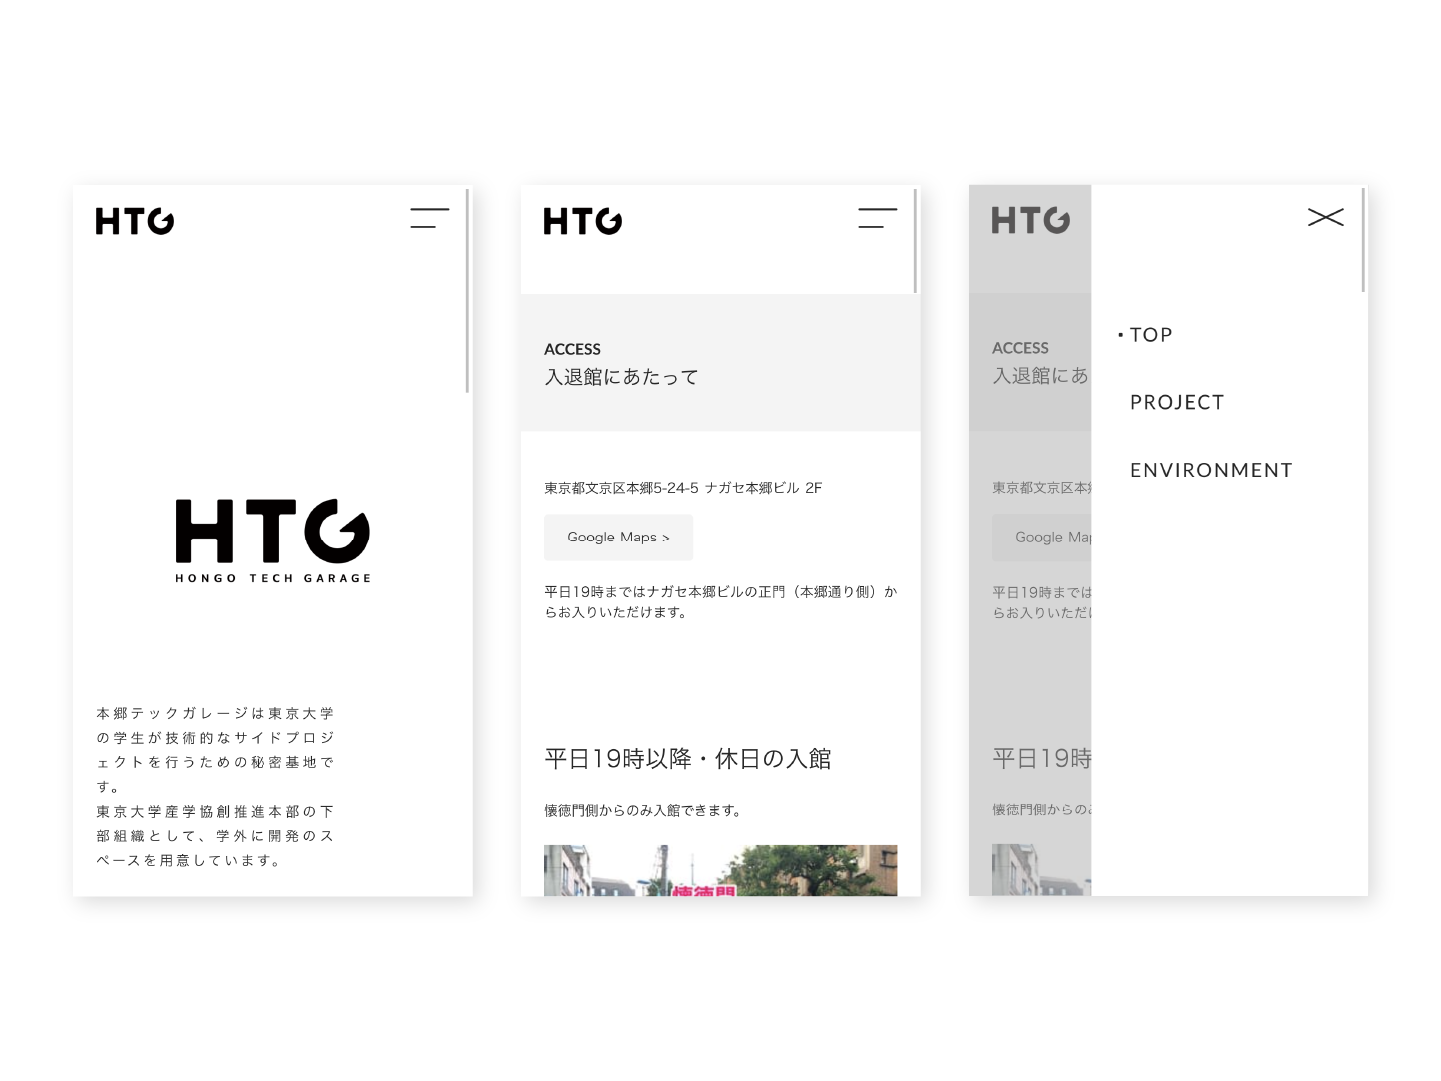 HTG
HTG
HONGO TECH GARAGE
本郷テックガレージは東京大学
の学生が技術的なサイドプロジ
ェクトを行うための秘密基地で
す。
東京大学産学協創推進本部の下
部組織として、学外に開発のス
ペースを用意しています。
HTG
ACCESS
入退館にあたって
東京都文京区本郷5-24-5 ナガセ本郷ビル 2F
Google Maps >
平日19時まではナガセ本郷ビルの正門（本郷通り側）か
らお入りいただけます。
平日19時以降・休日の入館
懐徳門側からのみ入館できます。
懐徳門
HTG
ACCESS
入退館にあ
東京都文京区本
Google Map
平日19時までは
らお入りいただ
平日19時
懐徳門側からの
・TOP
PROJECT
ENVIRONMENT